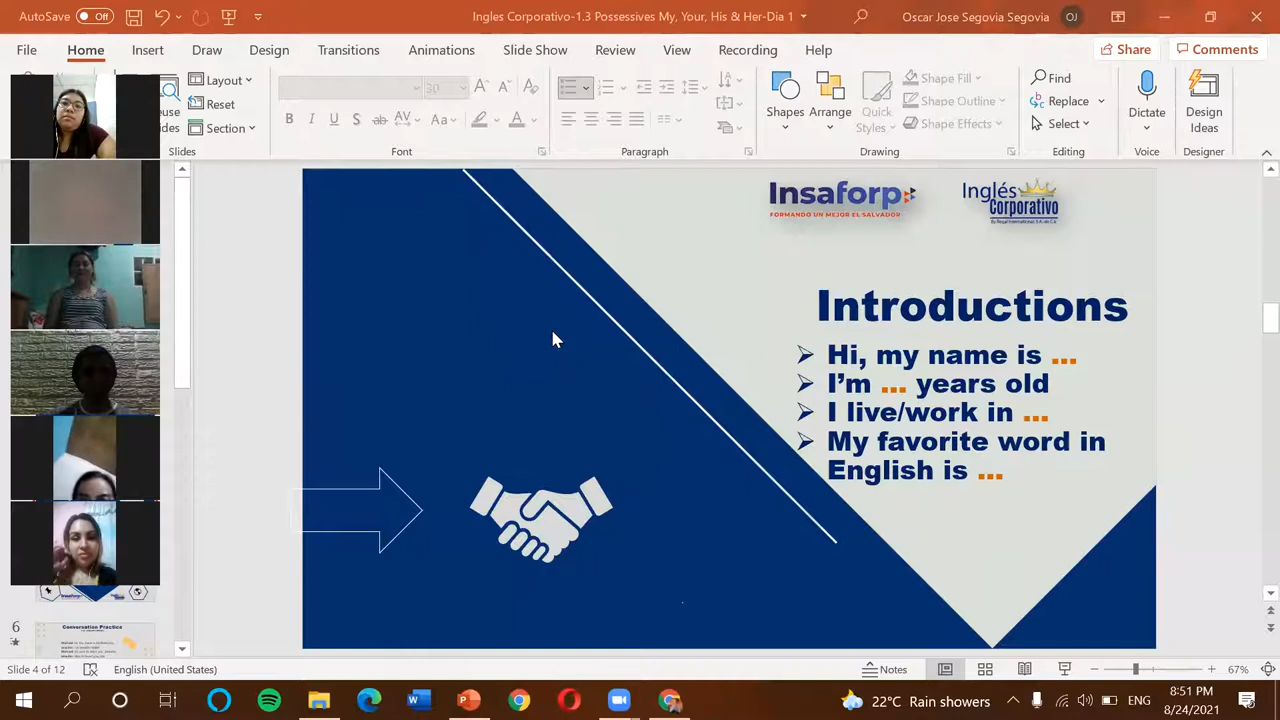 AutoSave Off
Ingles Corporativo-1.3 Possessives My, Your, His & Her-Dia 1
Oscar Jose Segovia Segovia OJ
File Home Insert Draw Design Transitions Animations Slide Show Review View Recording Help Share Comments
Layout
Reset
Section
Slides
Font
Paragraph
Shapes
Arrange
Quick
Styles
Shape Fill
Shape Outline
Shape Effects
Drawing
Find
Replace
Select
Editing
Dictate
Voice
Design
Ideas
Designer
Insaforp
FORMANDO UN MEJOR EL SALVADOR
Inglés
Corporativo
Introductions
Hi, my name is ...
I'm ... years old
I live/work in ...
My favorite word in
English is ...
6
Conversation Practice
Slide 4 of 12 English (United States) Notes 67%
22°C Rain showers ENG
8:51 PM
8/24/2021